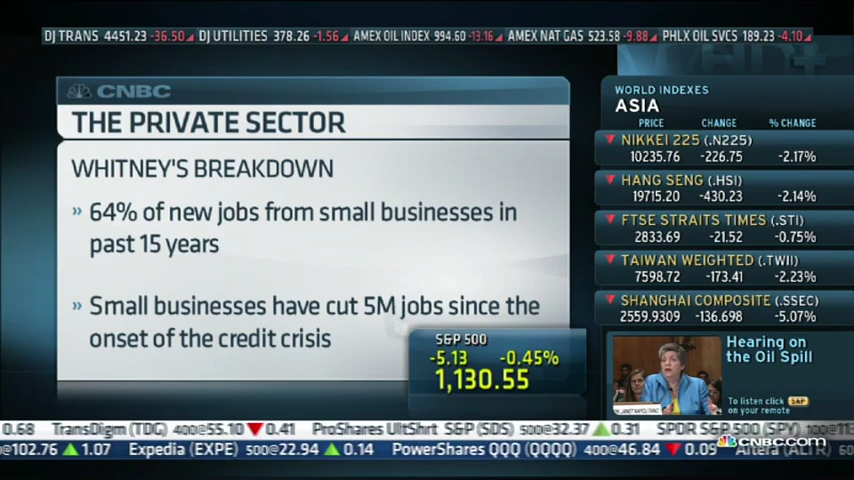 DJ TRANS 4451.23 -36.50 DJ UTILITIES 378.26 -1.56 AMEX OIL INDEX 994.60 -13.16 AMEX NAT GAS 523.58 -9.88 PHLX OIL SVCS 189.23 -4.10
CNBC
THE PRIVATE SECTOR
WHITNEY'S BREAKDOWN
» 64% of new jobs from small businesses in
past 15 years
» Small businesses have cut 5M jobs since the
onset of the credit crisis
S&P 500
-5.13 -0.45%
1,130.55
HD+
WORLD INDEXES
ASIA
PRICE CHANGE % CHANGE
NIKKEI 225 (.N225)
10235.76 -226.75 -2.17%
HANG SENG (.HSI)
19715.20 -430.23 -2.14%
FTSE STRAITS TIMES (.STI)
2833.69 -21.52 -0.75%
TAIWAN WEIGHTED (.TWII)
7598.72 -173.41 -2.23%
SHANGHAI COMPOSITE (.SSEC)
2559.9309 -136.698 -5.07%
JANET NAPOLITANO
Hearing on
the Oil Spill
To listen click SAP
on your remote
0.68 TransDigm (TDG) 400@55.10 0.41 ProShares UltShrt S&P (SDS) 500@32.37 0.31 SPDR S&P 500 (SPY) 100@11
@102.76 1.07 Expedia (EXPE) 500@22.94 0.14 PowerShares QQQ (QQQQ) 400@46.84 0.09 Altera (ALTR)
CNBC.com